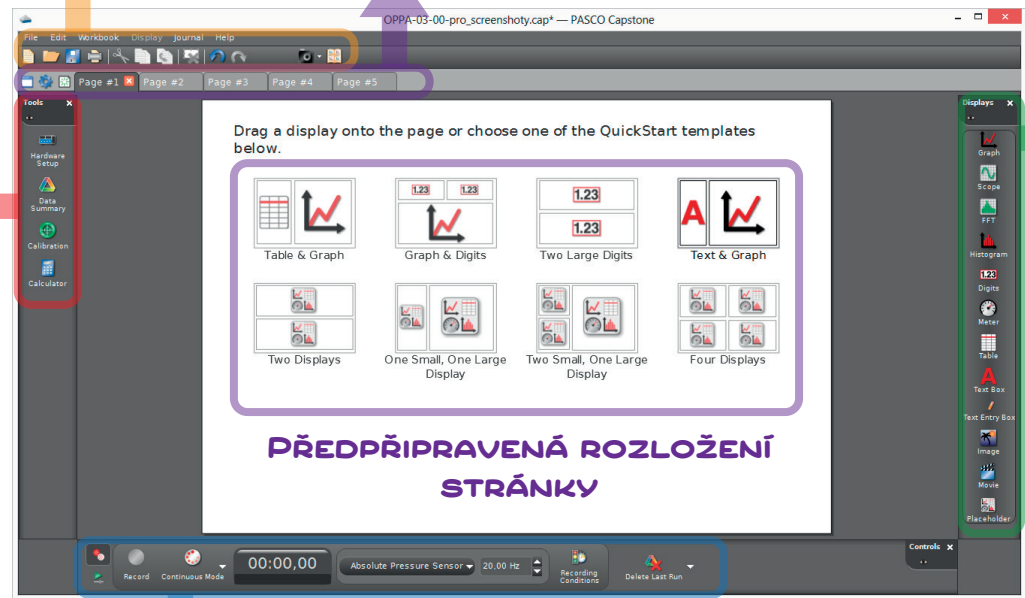 OPPA-03-00-pro_screenshoty.cap* — PASCO Capstone
File Edit Workbook Display Journal Help
Page #1 Page #2 Page #3 Page #4 Page #5
Tools
Hardware
Setup
Data
Summary
Calibration
Calculator
Drag a display onto the page or choose one of the QuickStart templates
below.
1.23 1.23
1.23
1.23
A
Table & Graph
Graph & Digits
Two Large Digits
Text & Graph
Two Displays
One Small, One Large
Display
Two Small, One Large
Display
Four Displays
PŘEDPŘIPRAVENÁ ROZLOŽENÍ
STRÁNKY
Displays
Graph
Scope
FFT
Histogram
1.23
Digits
Meter
Table
A
Text Box
Text Entry Box
Image
Movie
Placeholder
Record
Continuous Mode
00:00,00
Absolute Pressure Sensor
20.00 Hz
Recording
Conditions
Delete Last Run
Controls